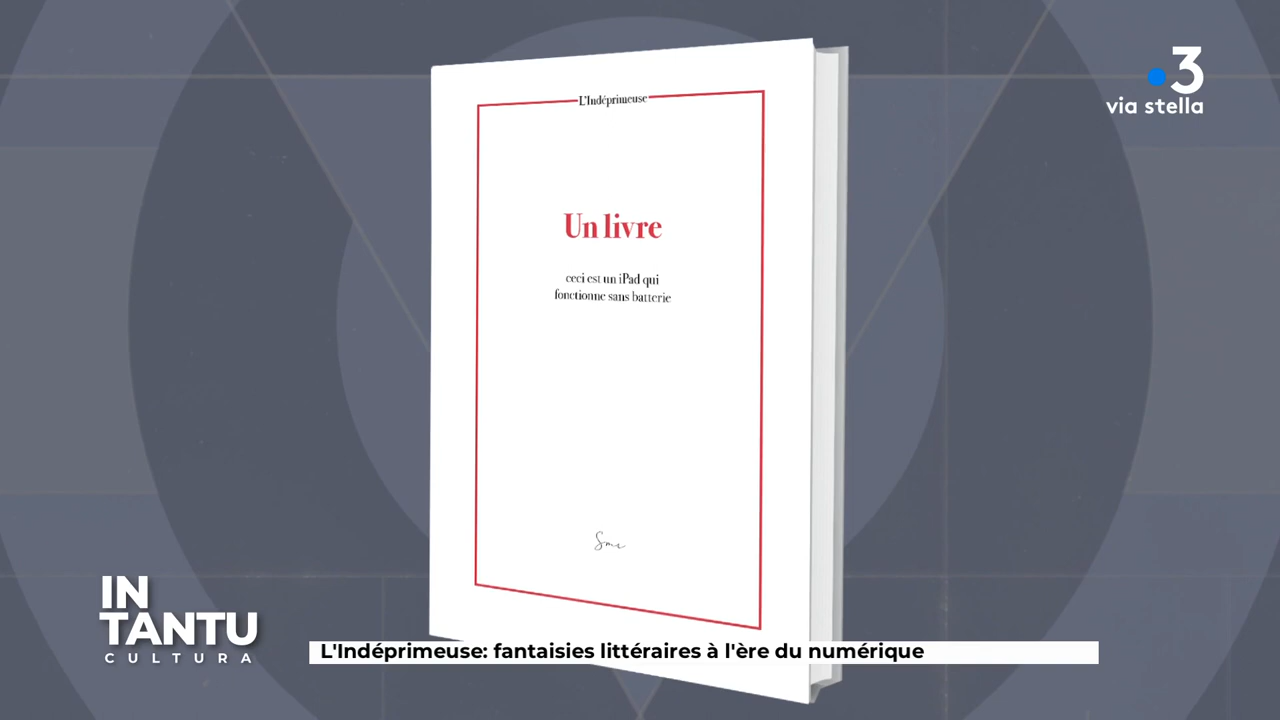 L'Indéprimeuse
Un livre
ceci est un iPad qui
fonctionne sans batterie
3
via stella
IN
TANTU
CULTURA
L'Indéprimeuse: fantaisies littéraires à l'ère du numérique